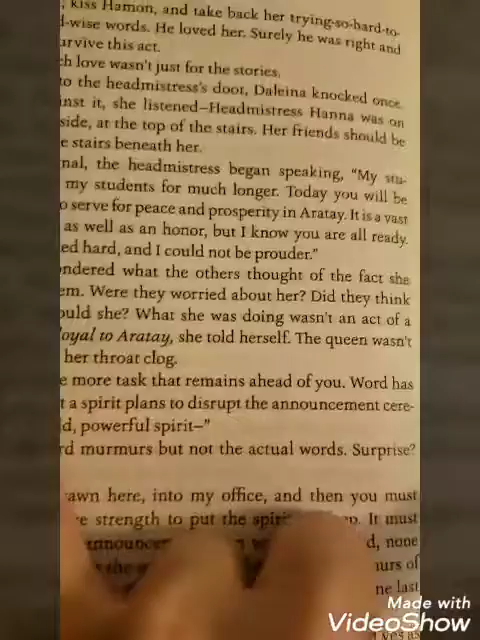 , kiss Hamon, and take back her trying-so-hard-to-
d-wise words. He loved her. Surely he was right and
urvive this act.
ch love wasn't just for the stories.
to the headmistress's door, Daleina knocked once.
inst it, she listened—Headmistress Hanna was on
side, at the top of the stairs. Her friends should be
e stairs beneath her.
nal, the headmistress began speaking, "My stu-
my students for much longer. Today you will be
o serve for peace and prosperity in Aratay. It is a vast
as well as an honor, but I know you are all ready.
ed hard, and I could not be prouder."
ondered what the others thought of the fact she
em. Were they worried about her? Did they think
ould she? What she was doing wasn't an act of a
loyal to Aratay, she told herself. The queen wasn't
her throat clog.
e more task that remains ahead of you. Word has
t a spirit plans to disrupt the announcement cere-
d, powerful spirit—"
rd murmurs but not the actual words. Surprise?
awn here, into my office, and then you must
e strength to put the spirit It must
d, none
urs of
ne last
Made with
VideoShow